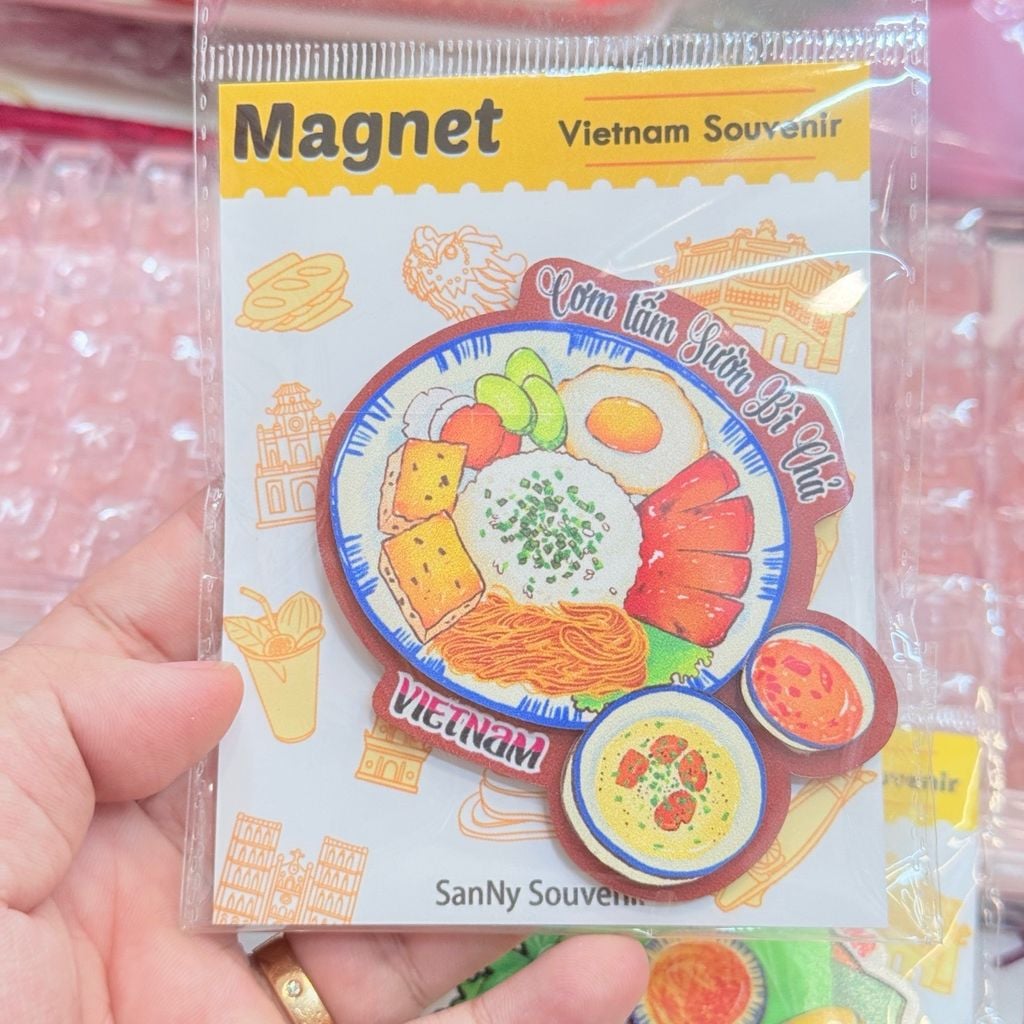 Magnet
Vietnam Souvenir
Cơm tấm Sườn Bì Chả
VIETNAM
SanNy Souvenir